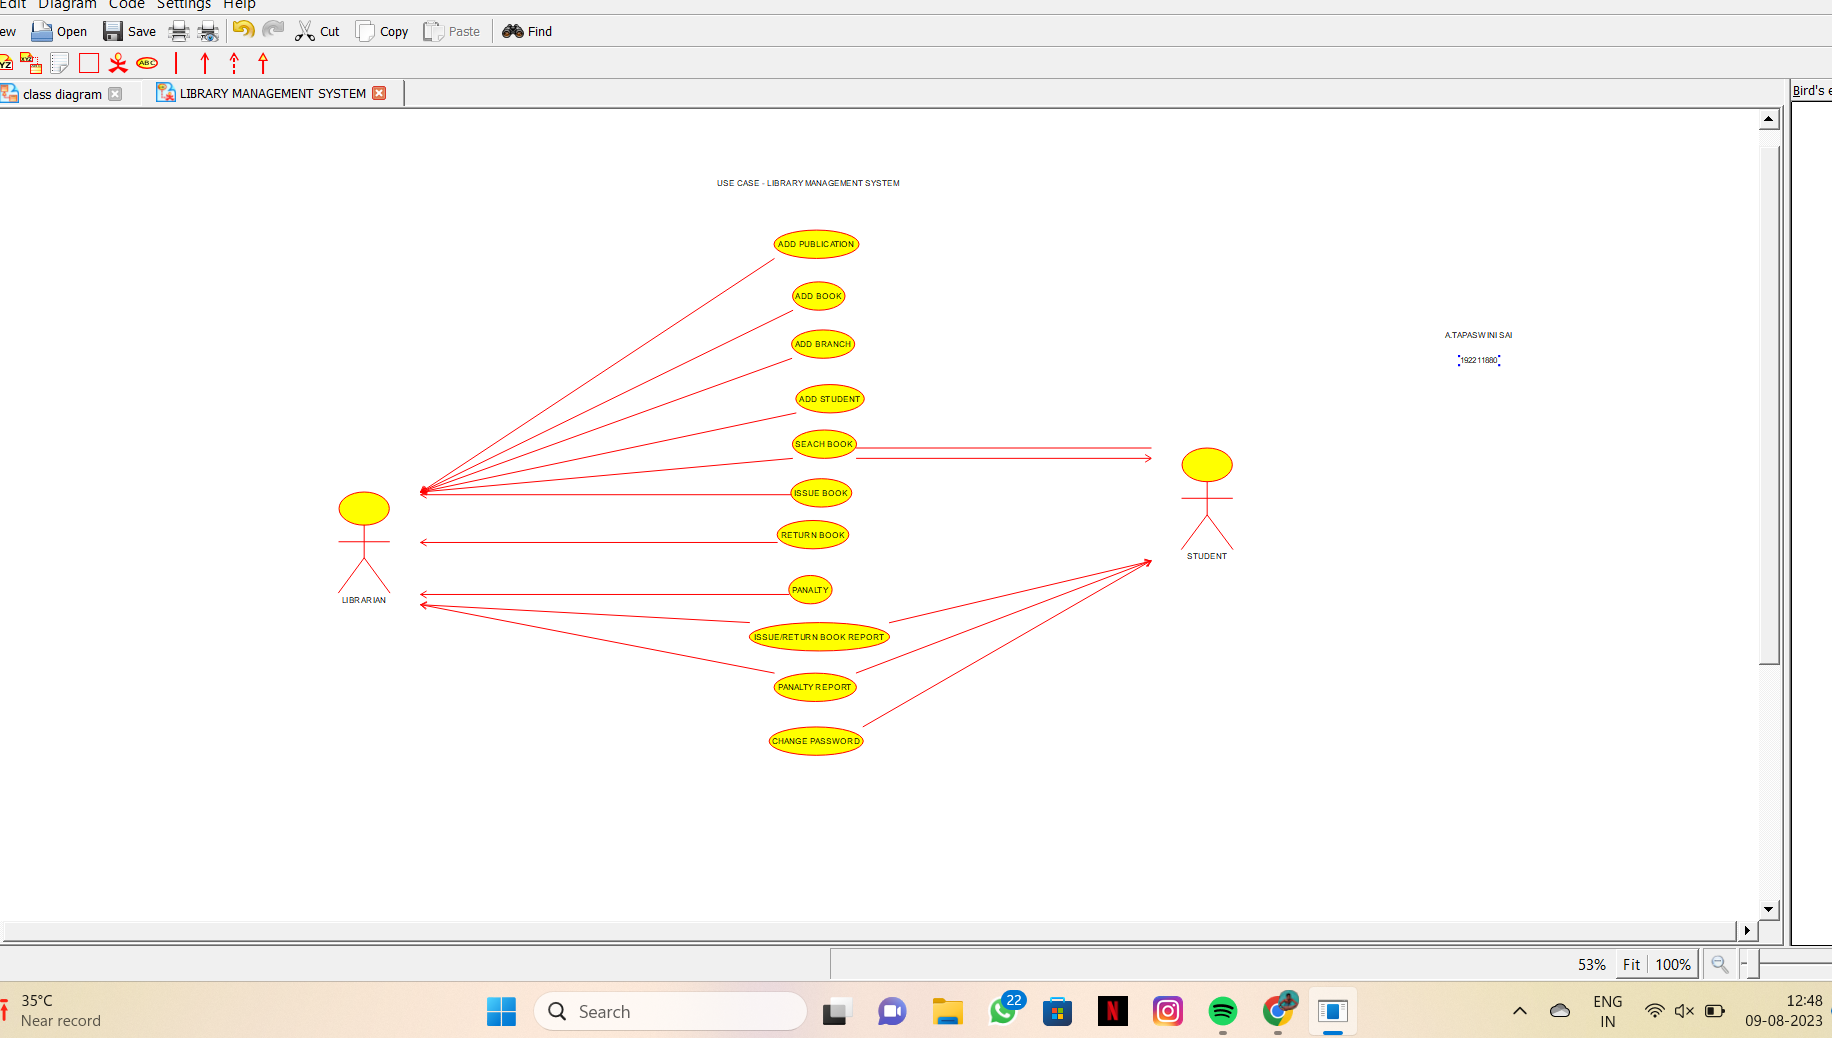 Edit Diagram Code Settings Help
ew Open Save Cut Copy Paste Find
XYZ XYZ ABC
class diagram LIBRARY MANAGEMENT SYSTEM Bird's e
USE CASE - LIBRARY MANAGEMENT SYSTEM
ADD PUBLICATION
ADD BOOK
ADD BRANCH
A.TAPASWINI SAI
192211880
ADD STUDENT
SEACH BOOK
ISSUE BOOK
RETURN BOOK
STUDENT
PANALTY
LIBRARIAN
ISSUE/RETURN BOOK REPORT
PANALTY REPORT
CHANGE PASSWORD
53% Fit 100%
35°C
Near record
Search
22
N
ENG
IN
12:48
09-08-2023